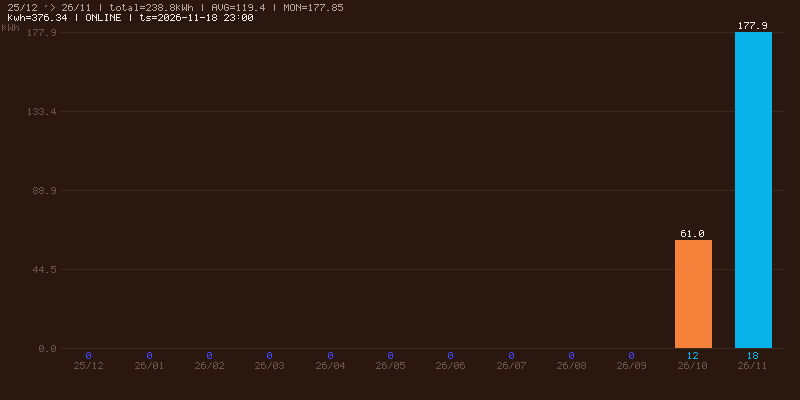 25/12 -> 26/11 | total=238.8kWh | AVG=119.4 | MON=177.85
Kwh=376.34 | ONLINE | ts=2026-11-18 23:00
kWh
177.9
177.9
133.4
88.9
61.0
44.5
0.0
0 0 0 0 0 0 0 0 0 0 12 18
25/12 26/01 26/02 26/03 26/04 26/05 26/06 26/07 26/08 26/09 26/10 26/11